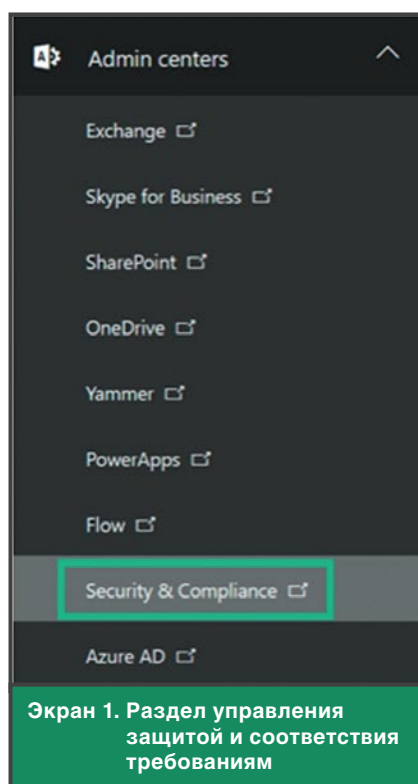 Admin centers
Exchange
Skype for Business
SharePoint
OneDrive
Yammer
PowerApps
Flow
Security & Compliance
Azure AD
Экран 1. Раздел управления
защитой и соответствия
требованиям